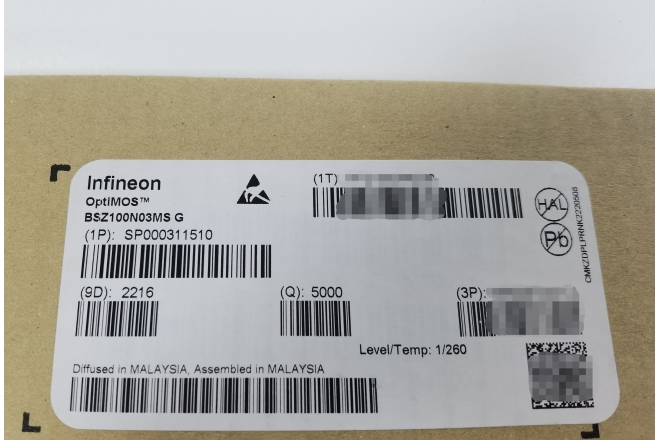 Infineon
OptiMOS™
BSZ100N03MS G
(1P): SP000311510
(1T)
HAL
Pb
CMKZDPLPRNK2220508
(9D): 2216
(Q): 5000
(3P):
Level/Temp: 1/260
Diffused in MALAYSIA, Assembled in MALAYSIA